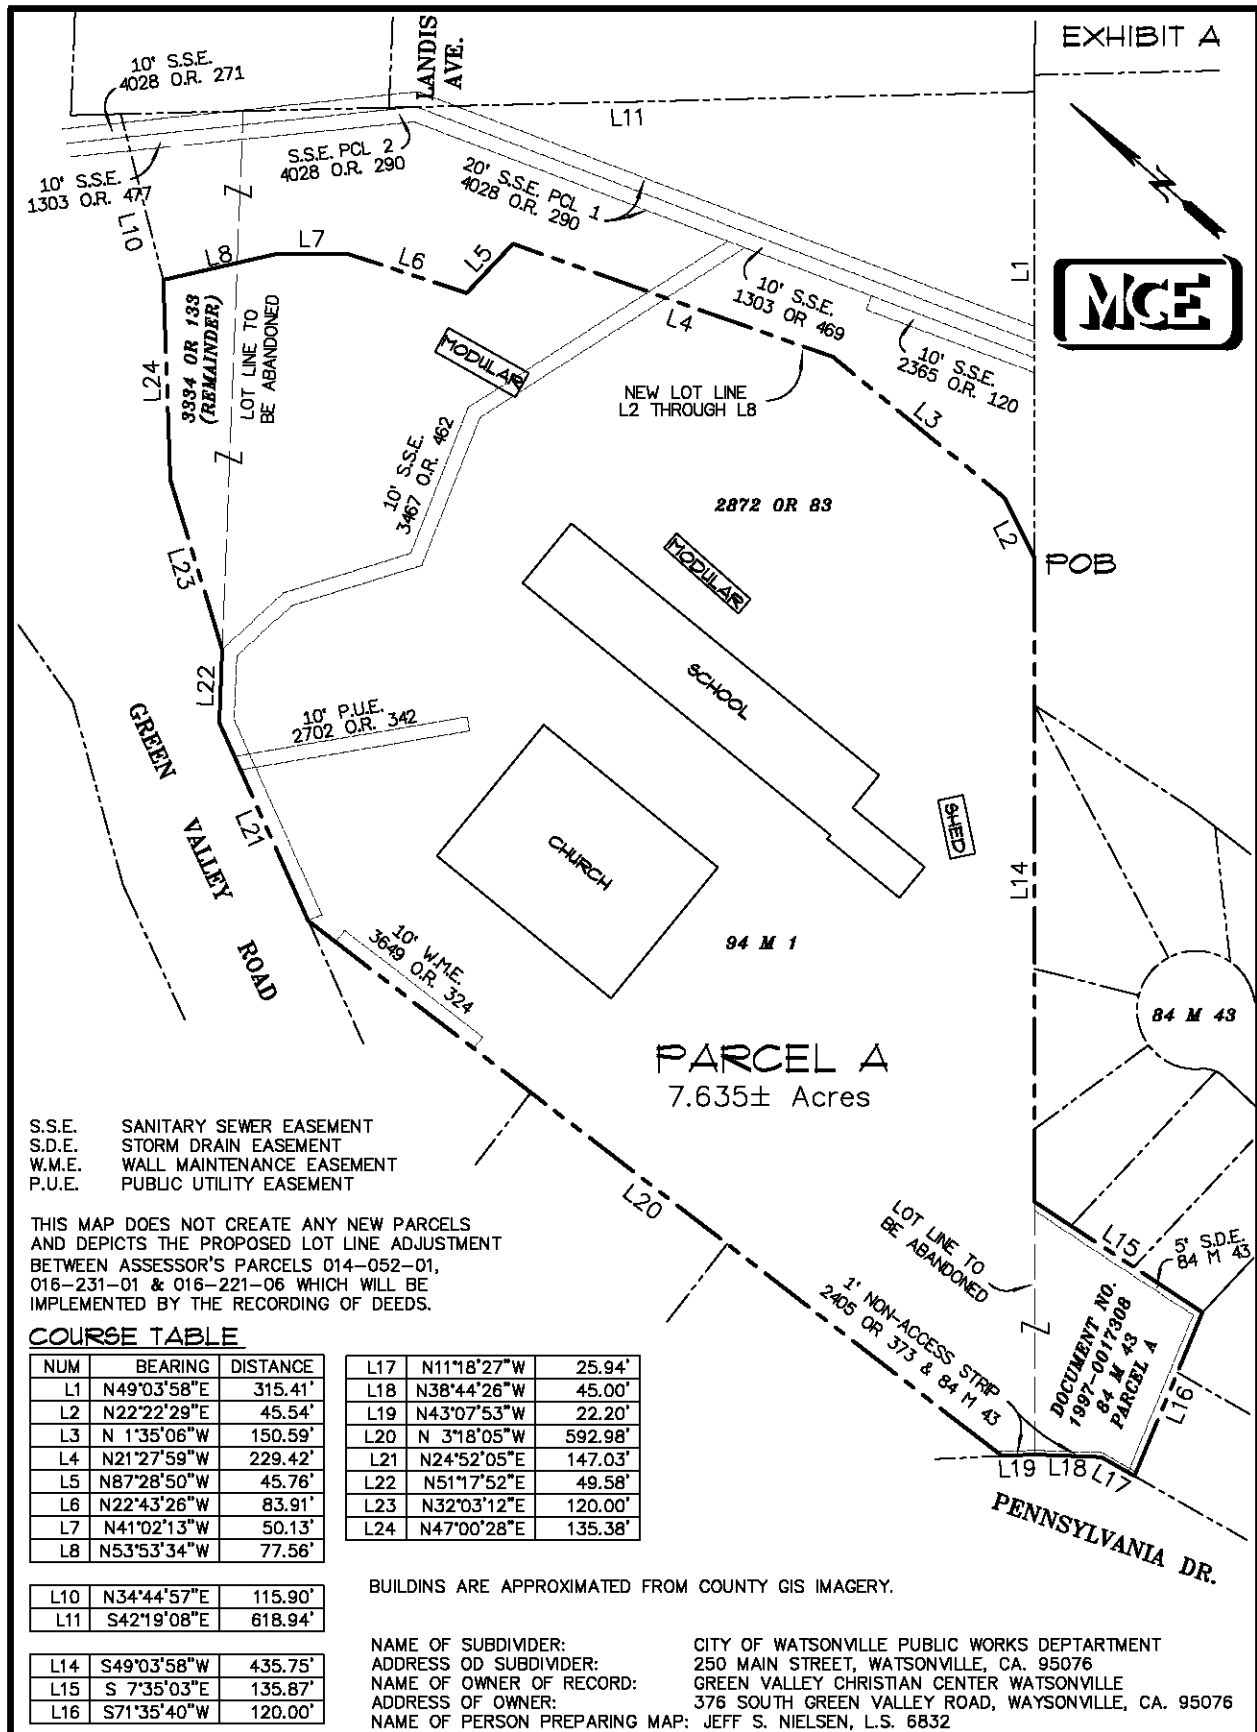 EXHIBIT A
LANDIS
AVE.
10' S.S.E.
4028 O.R. 271
L11
S.S.E. PCL 2
4028 O.R. 290
20' S.S.E. PCL 1
4028 O.R. 290
10' S.S.E.
1303 O.R. 477
L10
N
L1
MCE
L8
L7
L6
L5
L4
10' S.S.E.
1303 OR 469
10' S.S.E.
2365 O.R. 120
3334 OR 133
(REMAINDER)
LOT LINE TO
BE ABANDONED
MODULAR
L24
NEW LOT LINE
L2 THROUGH L8
L3
10' S.S.E.
3467 O.R. 462
2872 OR 83
L2
POB
MODULAR
L23
SCHOOL
L22
10' P.U.E.
2702 O.R. 342
GREEN
VALLEY
ROAD
L21
CHURCH
SHED
L14
10' W.M.E.
3649 O.R. 324
94 M 1
84 M 43
PARCEL A
7.635± Acres
S.S.E. SANITARY SEWER EASEMENT
S.D.E. STORM DRAIN EASEMENT
W.M.E. WALL MAINTENANCE EASEMENT
P.U.E. PUBLIC UTILITY EASEMENT
L20
LOT LINE TO
BE ABANDONED
L15
5' S.D.E.
84 M 43
THIS MAP DOES NOT CREATE ANY NEW PARCELS
AND DEPICTS THE PROPOSED LOT LINE ADJUSTMENT
BETWEEN ASSESSOR'S PARCELS 014-052-01,
016-231-01 & 016-221-06 WHICH WILL BE
IMPLEMENTED BY THE RECORDING OF DEEDS.
1' NON-ACCESS STRIP
2405 OR 373 & 84 M 43
DOCUMENT NO.
1997-0017308
84 M 43
PARCEL A
L16
L19 L18 L17
PENNSYLVANIA DR.
COURSE TABLE
NUM BEARING DISTANCE
L1 N49°03'58"E 315.41'
L2 N22°22'29"E 45.54'
L3 N 1°35'06"W 150.59'
L4 N21°27'59"W 229.42'
L5 N87°28'50"W 45.76'
L6 N22°43'26"W 83.91'
L7 N41°02'13"W 50.13'
L8 N53°53'34"W 77.56'
L10 N34°44'57"E 115.90'
L11 S42°19'08"E 618.94'
L14 S49°03'58"W 435.75'
L15 S 7°35'03"E 135.87'
L16 S71°35'40"W 120.00'
L17 N11°18'27"W 25.94'
L18 N38°44'26"W 45.00'
L19 N43°07'53"W 22.20'
L20 N 3°18'05"W 592.98'
L21 N24°52'05"E 147.03'
L22 N51°17'52"E 49.58'
L23 N32°03'12"E 120.00'
L24 N47°00'28"E 135.38'
BUILDINS ARE APPROXIMATED FROM COUNTY GIS IMAGERY.
NAME OF SUBDIVIDER: CITY OF WATSONVILLE PUBLIC WORKS DEPTARTMENT
ADDRESS OD SUBDIVIDER: 250 MAIN STREET, WATSONVILLE, CA. 95076
NAME OF OWNER OF RECORD: GREEN VALLEY CHRISTIAN CENTER WATSONVILLE
ADDRESS OF OWNER: 376 SOUTH GREEN VALLEY ROAD, WAYSONVILLE, CA. 95076
NAME OF PERSON PREPARING MAP: JEFF S. NIELSEN, L.S. 6832